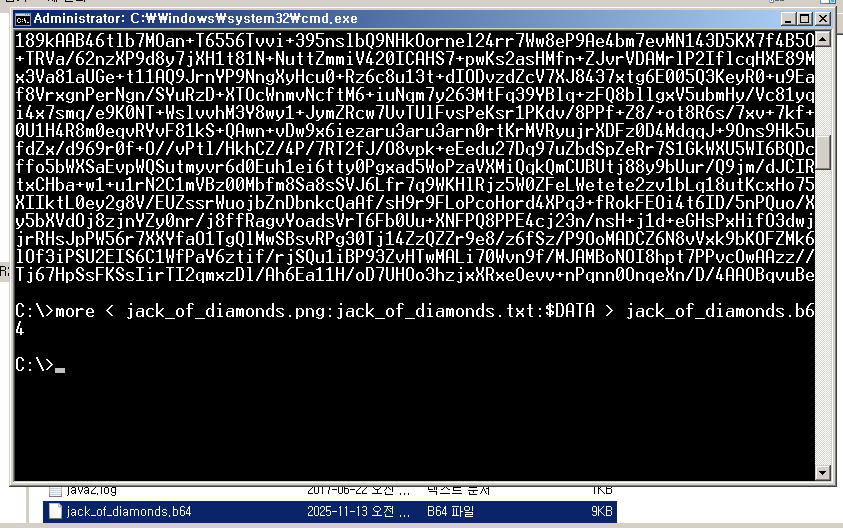 Administrator: C:₩Windows₩system32₩cmd.exe
189kAAB46tlb7MOan+T6556Tvvi+395nslbQ9NHkOornel24rr7Ww8eP9Ae4bm7evMN143D5KX7f4B5O
+TRVa/62nzXP9d8y7jXH1t81N+NuttZmmiV420ICAHS7+pwKs2asHMfn+ZJvrVDAMrlP2IflcqHXE89M
x3Va81aUGe+t11AQ9JrnYP9NngXyHcu0+Rz6c8u13t+dIODvzdZcV7XJ8437xtg6E005Q3KeyR0+u9Ea
f8VrxgnPerNgn/SYuRzD+XTOcWnmvNcftM6+iuNqm7y263MtFq39YBlq+zFQ8bllgxV5ubmHy/Vc81yq
i4x7smq/e9K0NT+WslvvhM3Y8wy1+JymZRcw7UvTUlFvsPeKsr1PKdv/8PPf+Z8/+ot8R6s/7xv+7kf+
0U1H4R8m0eqvRYvF81kS+QAwn+vDw9x6iezaru3aru3arn0rtKrMVRyujrXDFz0D4MdqqJ+9Ons9Hk5u
fdZx/d969r0f+O//vPtl/HkhCZ/4P/7RT2fJ/O8vpk+eEedu27Dq97uZbdSpZeRr7S1GkWXU5WI6BQDc
ffo5bWXSaEvpWQSutmyvr6d0Euh1ei6tty0Pgxad5WoPzaVXMiQqkQmCUBUtj88y9bUur/Q9jm/dJCIR
txCHba+w1+u1rN2C1mVBz00Mbfm8Sa8sSVJ6Lfr7q9WKHlRjz5W0ZFeLWetete2zv1bLq18utKcxHo75
XIIktL0ey2g8V/EUZssrWuojbZnDbnkcQaAf/sH9r9FLoPcoHord4XPq3+fRokFEOi4t6ID/5nPQuo/X
y5bXVdOj8zjnYZy0nr/j8ffRagvYoadsVrT6Fb0Uu+XNFPQ8PPE4cj23n/nsH+j1d+eGHsPxHifO3dwj
jrRHsJpPW56r7XXYfaO1TgQlMwSBsvRPg30Tj14ZzQZZr9e8/z6fSz/P9OoMADCZ6N8vVxk9bKOFZMk6
lOf3iPSU2EIS6C1WfPaY6ztif/rjSQu1iBP93ZvHTwMALi70Wvn9f/MJAMBoNOI8hpt7PPvcOwAAzz//
Tj67HpSsFKSsIirTI2qmxzDl/Ah6Ea11H/oD7UHOo3hzjxXRxeOevv+nPqnn0OnqeXn/D/4AAOBqvuBe
C:\>more < jack_of_diamonds.png:jack_of_diamonds.txt:$DATA > jack_of_diamonds.b6
4
C:\>_
java2.log 2017-06-22 오전 ... 텍스트 문서 1KB
jack_of_diamonds.b64 2025-11-13 오전 ... B64 파일 9KB